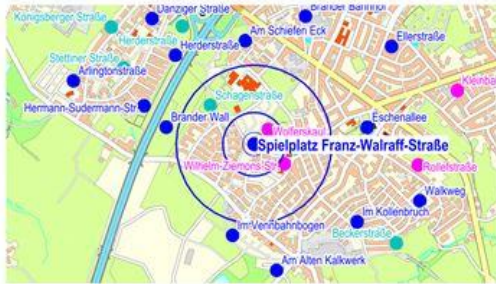 Königsberger Straße
Danziger Straße
Brander Bahnhof
Herderstraße
Am Schiefen Eck
Ellerstraße
Herderstraße
Stettiner Straße
Arlingtonstraße
Kleinba
Schagenstraße
Hermann-Sudermann-Str.
Brander Wall
Eschenallee
Wolferskaul
Spielplatz Franz-Walraff-Straße
Wilhelm-Ziemons Str.
Rollefstraße
Walkweg
Im Kollenbruch
Im Vennbahnbogen
Beckerstraße
Am Alten Kalkwerk